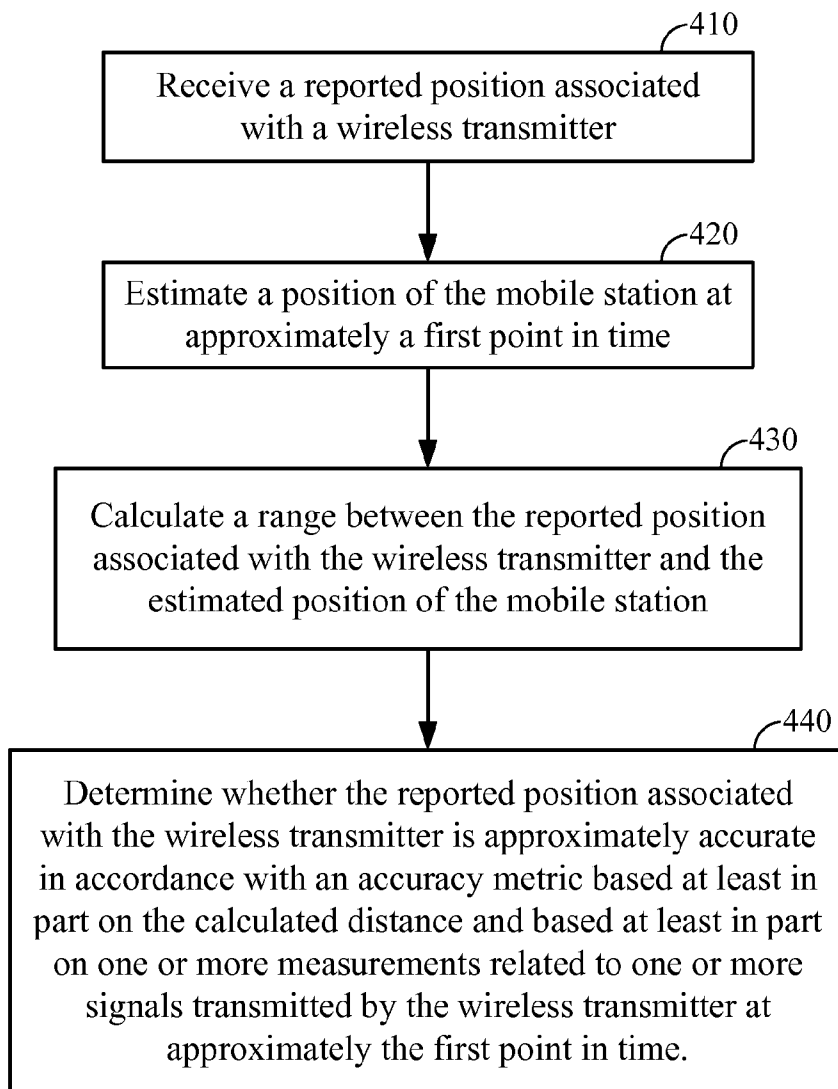 410
Receive a reported position associated
with a wireless transmitter
420
Estimate a position of the mobile station at
approximately a first point in time
430
Calculate a range between the reported position
associated with the wireless transmitter and the
estimated position of the mobile station
440
Determine whether the reported position associated
with the wireless transmitter is approximately accurate
in accordance with an accuracy metric based at least in
part on the calculated distance and based at least in part
on one or more measurements related to one or more
signals transmitted by the wireless transmitter at
approximately the first point in time.